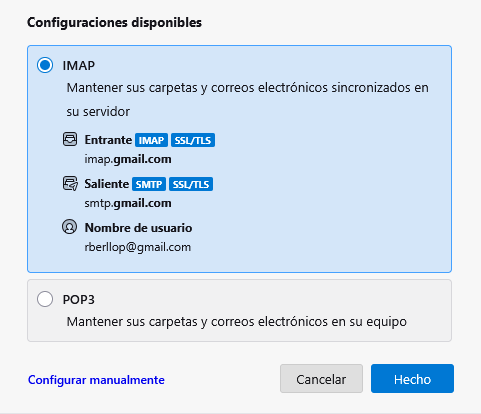 Configuraciones disponibles
IMAP
Mantener sus carpetas y correos electrónicos sincronizados en
su servidor
Entrante IMAP SSL/TLS
imap.gmail.com
Saliente SMTP SSL/TLS
smtp.gmail.com
Nombre de usuario
rberllop@gmail.com
POP3
Mantener sus carpetas y correos electrónicos en su equipo
Configurar manualmente Cancelar Hecho